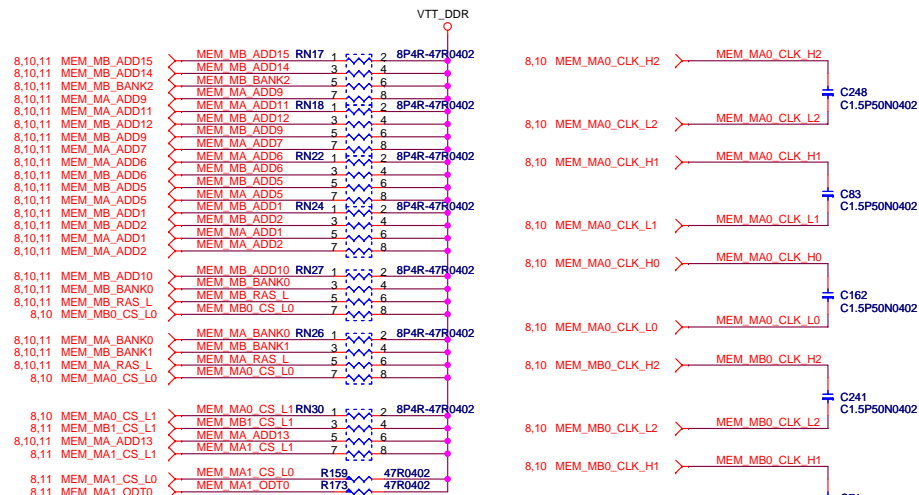 VTT_DDR
8,10,11 MEM_MB_ADD15 MEM_MB_ADD15 RN17 1 2 8P4R-47R0402
8,10,11 MEM_MB_ADD14 MEM_MB_ADD14 3 4
8,10,11 MEM_MB_BANK2 MEM_MB_BANK2 5 6
8,10,11 MEM_MA_ADD9 MEM_MA_ADD9 7 8
8,10,11 MEM_MA_ADD11 MEM_MA_ADD11 RN18 1 2 8P4R-47R0402
8,10,11 MEM_MB_ADD12 MEM_MB_ADD12 3 4
8,10,11 MEM_MB_ADD9 MEM_MB_ADD9 5 6
8,10,11 MEM_MA_ADD7 MEM_MA_ADD7 7 8
8,10,11 MEM_MA_ADD6 MEM_MA_ADD6 RN22 1 2 8P4R-47R0402
8,10,11 MEM_MB_ADD6 MEM_MB_ADD6 3 4
8,10,11 MEM_MB_ADD5 MEM_MB_ADD5 5 6
8,10,11 MEM_MA_ADD5 MEM_MA_ADD5 7 8
8,10,11 MEM_MB_ADD1 MEM_MB_ADD1 RN24 1 2 8P4R-47R0402
8,10,11 MEM_MB_ADD2 MEM_MB_ADD2 3 4
8,10,11 MEM_MA_ADD1 MEM_MA_ADD1 5 6
8,10,11 MEM_MA_ADD2 MEM_MA_ADD2 7 8
8,10,11 MEM_MB_ADD10 MEM_MB_ADD10 RN27 1 2 8P4R-47R0402
8,10,11 MEM_MB_BANK0 MEM_MB_BANK0 3 4
8,10,11 MEM_MB_RAS_L MEM_MB_RAS_L 5 6
8,10 MEM_MB0_CS_L0 MEM_MB0_CS_L0 7 8
8,10,11 MEM_MA_BANK0 MEM_MA_BANK0 RN26 1 2 8P4R-47R0402
8,10,11 MEM_MB_BANK1 MEM_MB_BANK1 3 4
8,10,11 MEM_MA_RAS_L MEM_MA_RAS_L 5 6
8,10 MEM_MA0_CS_L0 MEM_MA0_CS_L0 7 8
8,10 MEM_MA0_CS_L1 MEM_MA0_CS_L1 RN30 1 2 8P4R-47R0402
8,11 MEM_MB1_CS_L1 MEM_MB1_CS_L1 3 4
8,10,11 MEM_MA_ADD13 MEM_MA_ADD13 5 6
8,11 MEM_MA1_CS_L1 MEM_MA1_CS_L1 7 8
8,11 MEM_MA1_CS_L0 MEM_MA1_CS_L0 R159 47R0402
8,11 MEM_MA1_ODT0 MEM_MA1_ODT0 R173 47R0402
8,10 MEM_MA0_CLK_H2 MEM_MA0_CLK_H2
C248
C1.5P50N0402
8,10 MEM_MA0_CLK_L2 MEM_MA0_CLK_L2
8,10 MEM_MA0_CLK_H1 MEM_MA0_CLK_H1
C83
C1.5P50N0402
8,10 MEM_MA0_CLK_L1 MEM_MA0_CLK_L1
8,10 MEM_MA0_CLK_H0 MEM_MA0_CLK_H0
C162
C1.5P50N0402
8,10 MEM_MA0_CLK_L0 MEM_MA0_CLK_L0
8,10 MEM_MB0_CLK_H2 MEM_MB0_CLK_H2
C241
C1.5P50N0402
8,10 MEM_MB0_CLK_L2 MEM_MB0_CLK_L2
8,10 MEM_MB0_CLK_H1 MEM_MB0_CLK_H1